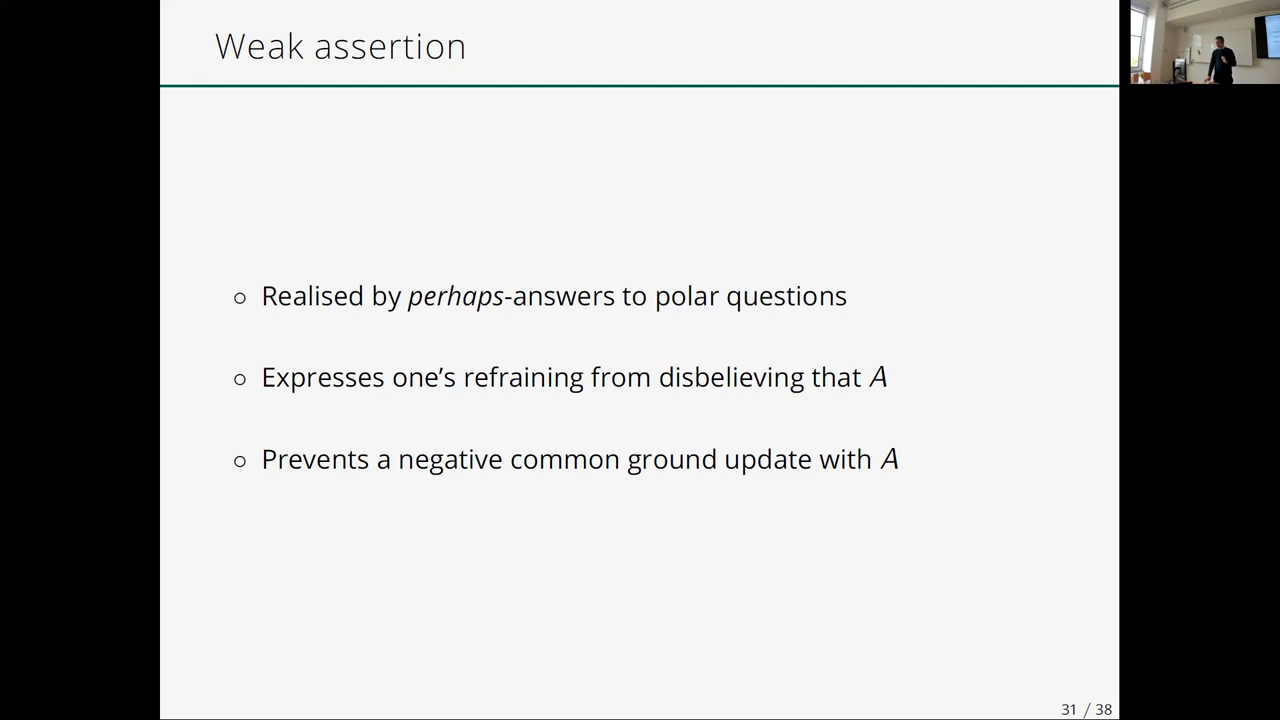 Weak assertion
○ Realised by perhaps-answers to polar questions
○ Expresses one’s refraining from disbelieving that A
○ Prevents a negative common ground update with A
31 / 38